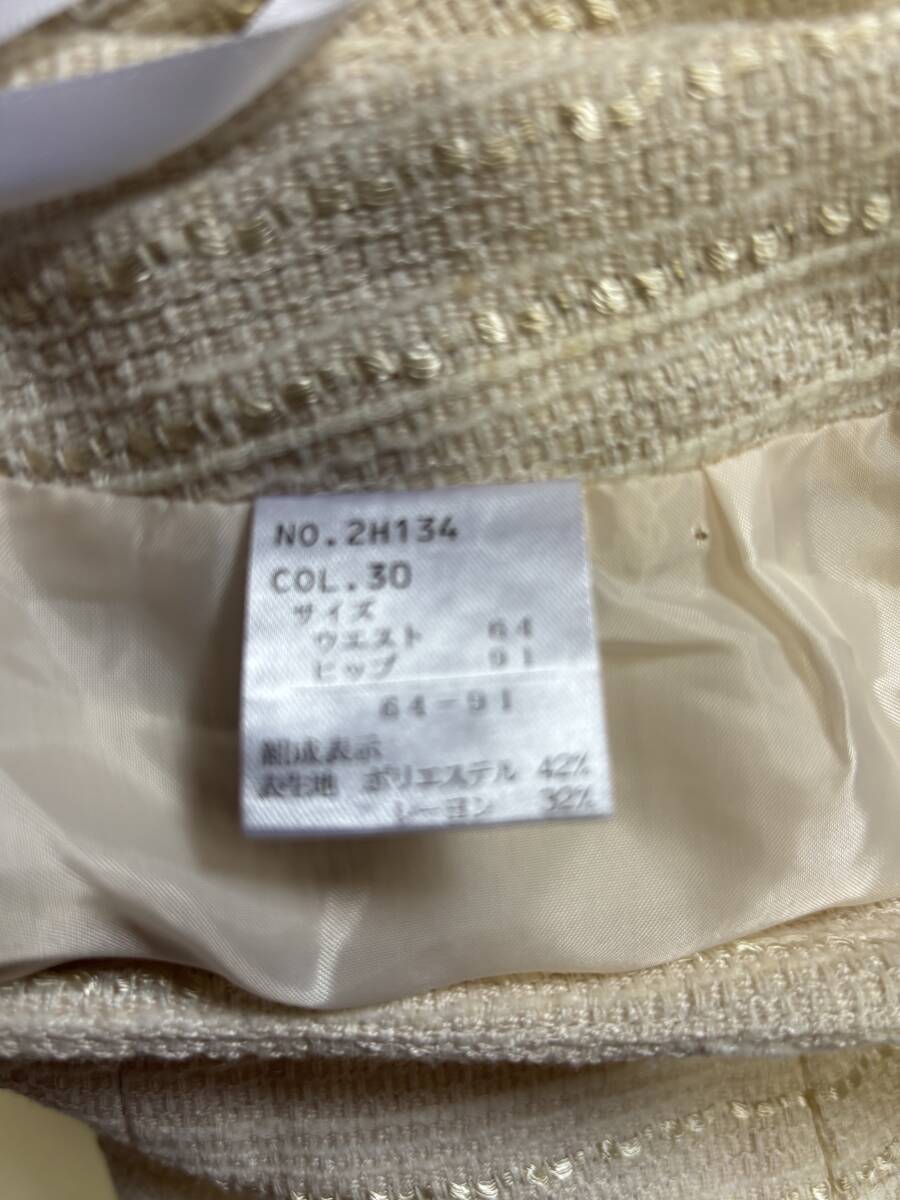 NO.2H134
COL.30
サイズ
ウエスト 64
ヒップ 91
64-91
組成表示
表生地 ポリエステル 42%
レーヨン 32%